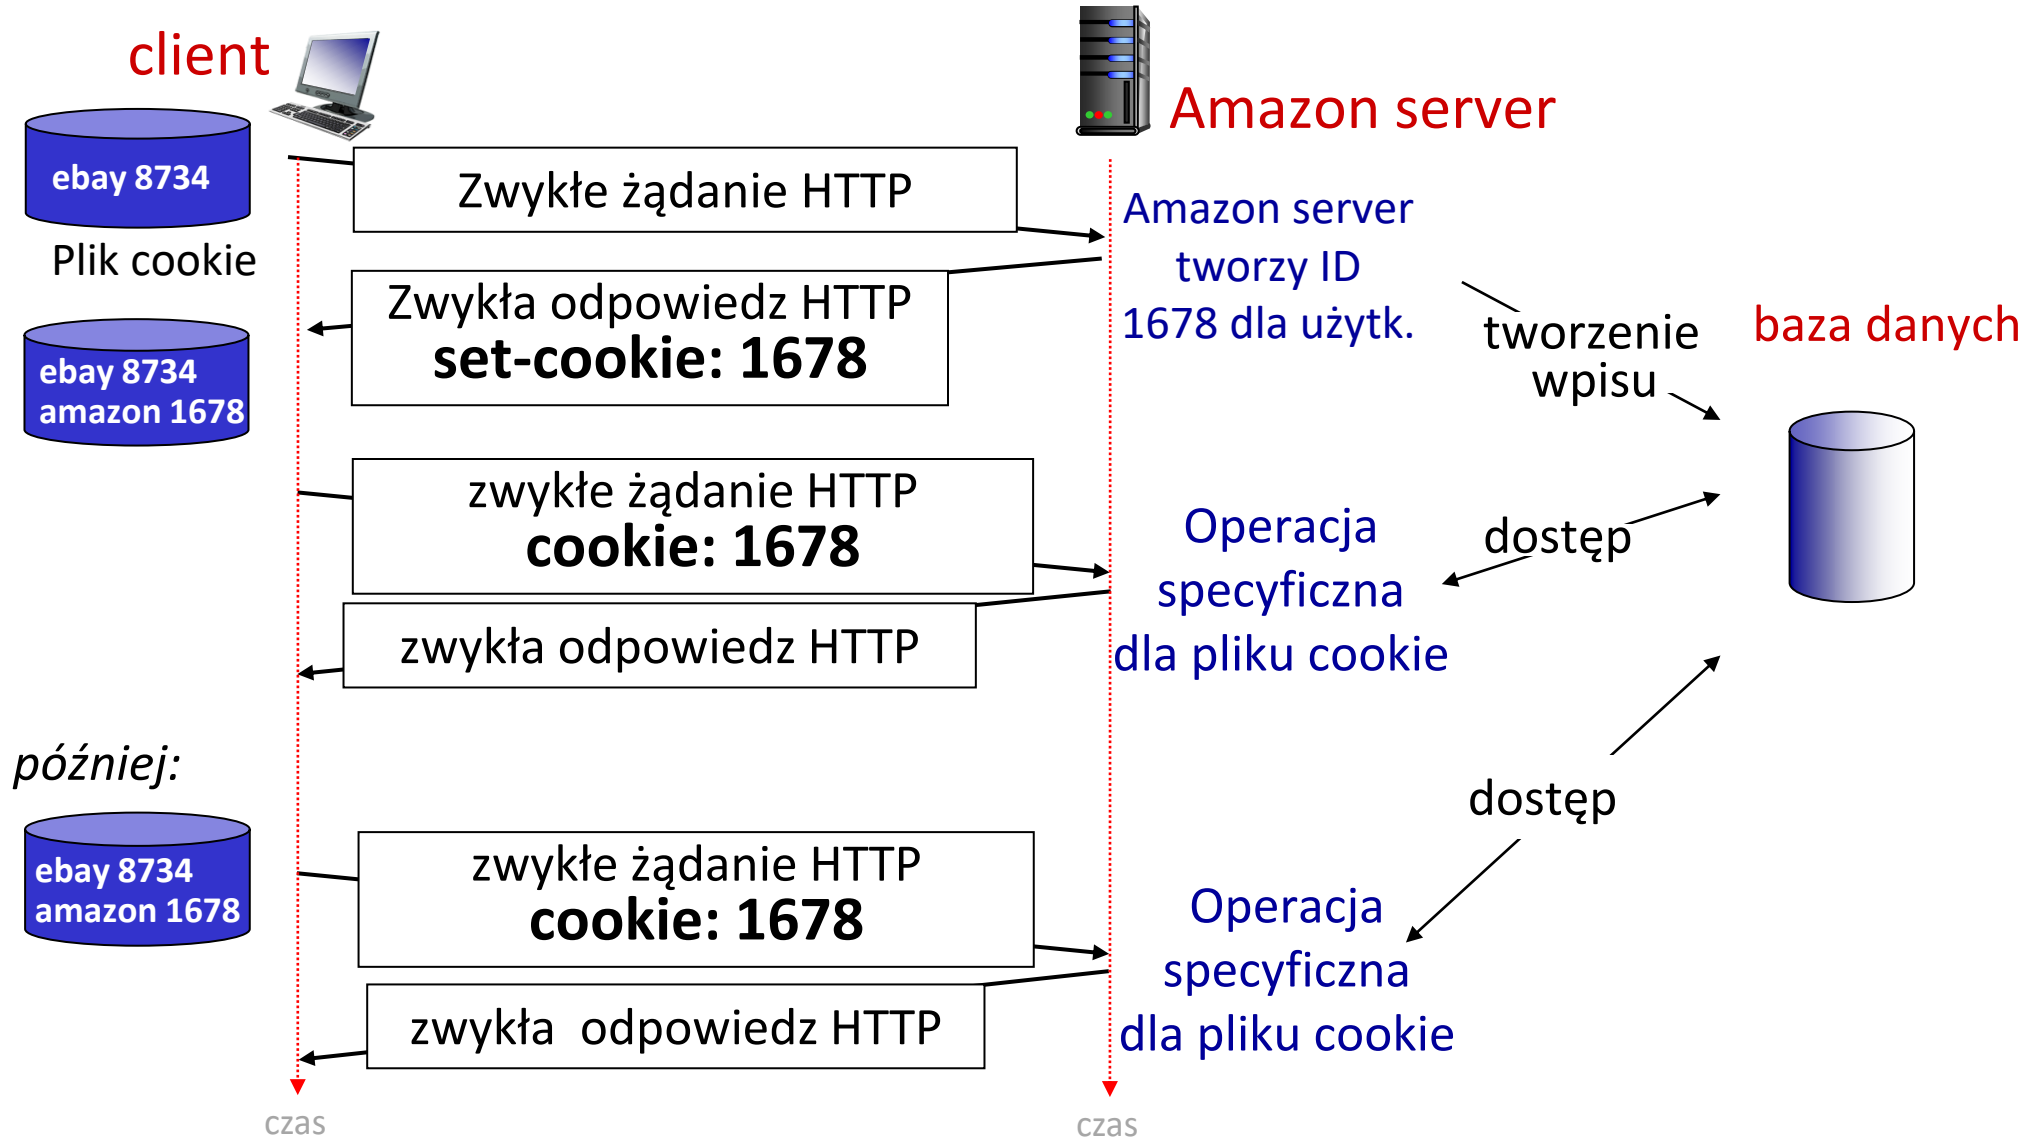 client
Amazon server
ebay 8734
Plik cookie
Zwykłe żądanie HTTP
Amazon server
tworzy ID
1678 dla użytk.
Zwykła odpowiedz HTTP
set-cookie: 1678
tworzenie
wpisu
baza danych
ebay 8734
amazon 1678
zwykłe żądanie HTTP
cookie: 1678
Operacja
specyficzna
dla pliku cookie
dostęp
zwykła odpowiedz HTTP
później:
dostęp
ebay 8734
amazon 1678
zwykłe żądanie HTTP
cookie: 1678
Operacja
specyficzna
dla pliku cookie
zwykła  odpowiedz HTTP
czas
czas